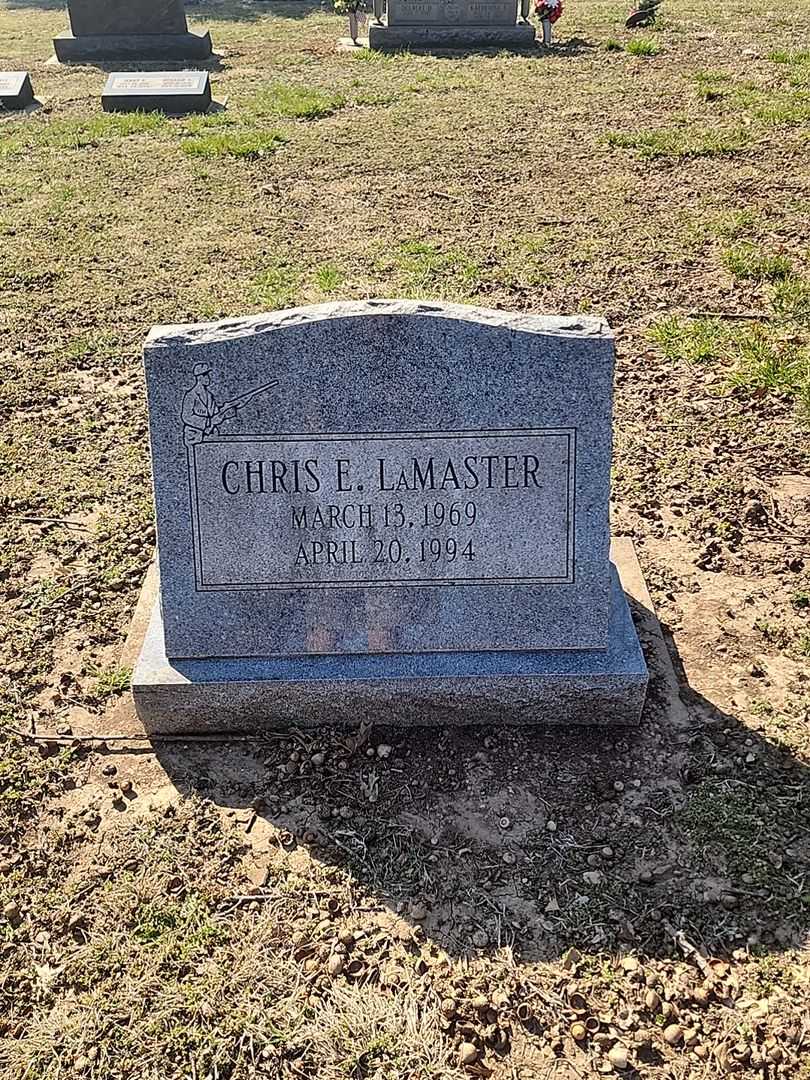 CHRIS E. LaMASTER
MARCH 13, 1969
APRIL 20, 1994